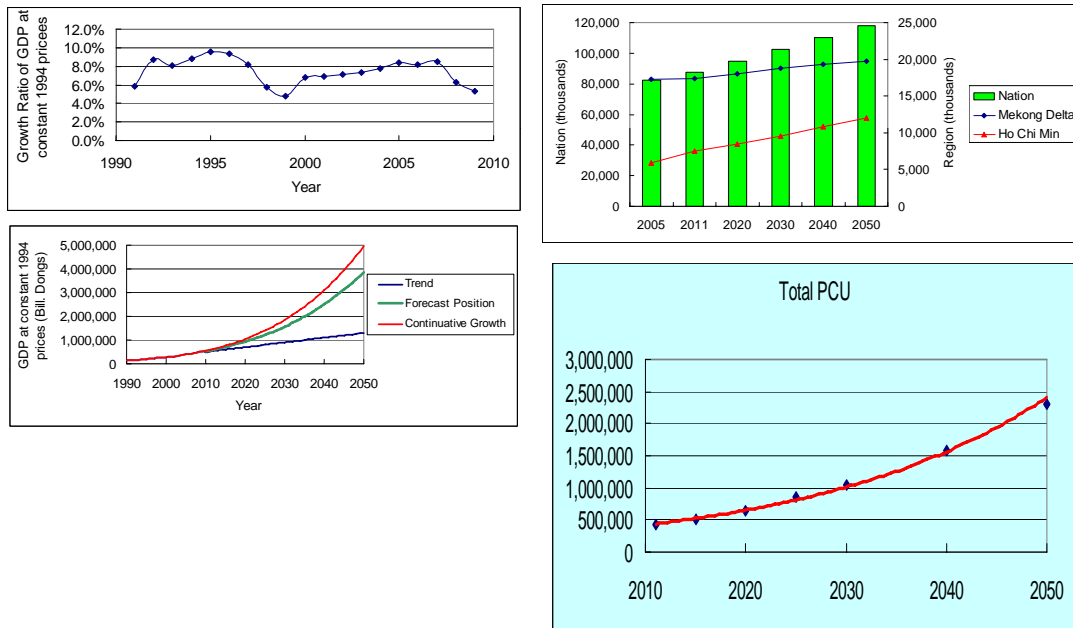 Growth Ratio of GDP at
constant 1994 pricees
12.0%
10.0%
8.0%
6.0%
4.0%
2.0%
0.0%
1990 1995 2000 2005 2010
Year
Nation (thousands)
120,000
100,000
80,000
60,000
40,000
20,000
0
2005 2011 2020 2030 2040 2050
25,000
20,000
15,000
10,000
5,000
0
Region (thousands)
Nation
Mekong Delta
Ho Chi Min
GDP at constant 1994
prices (Bill. Dongs)
5,000,000
4,000,000
3,000,000
2,000,000
1,000,000
0
1990 2000 2010 2020 2030 2040 2050
Year
Trend
Forecast Position
Continuative Growth
Total PCU
3,000,000
2,500,000
2,000,000
1,500,000
1,000,000
500,000
0
2010 2020 2030 2040 2050